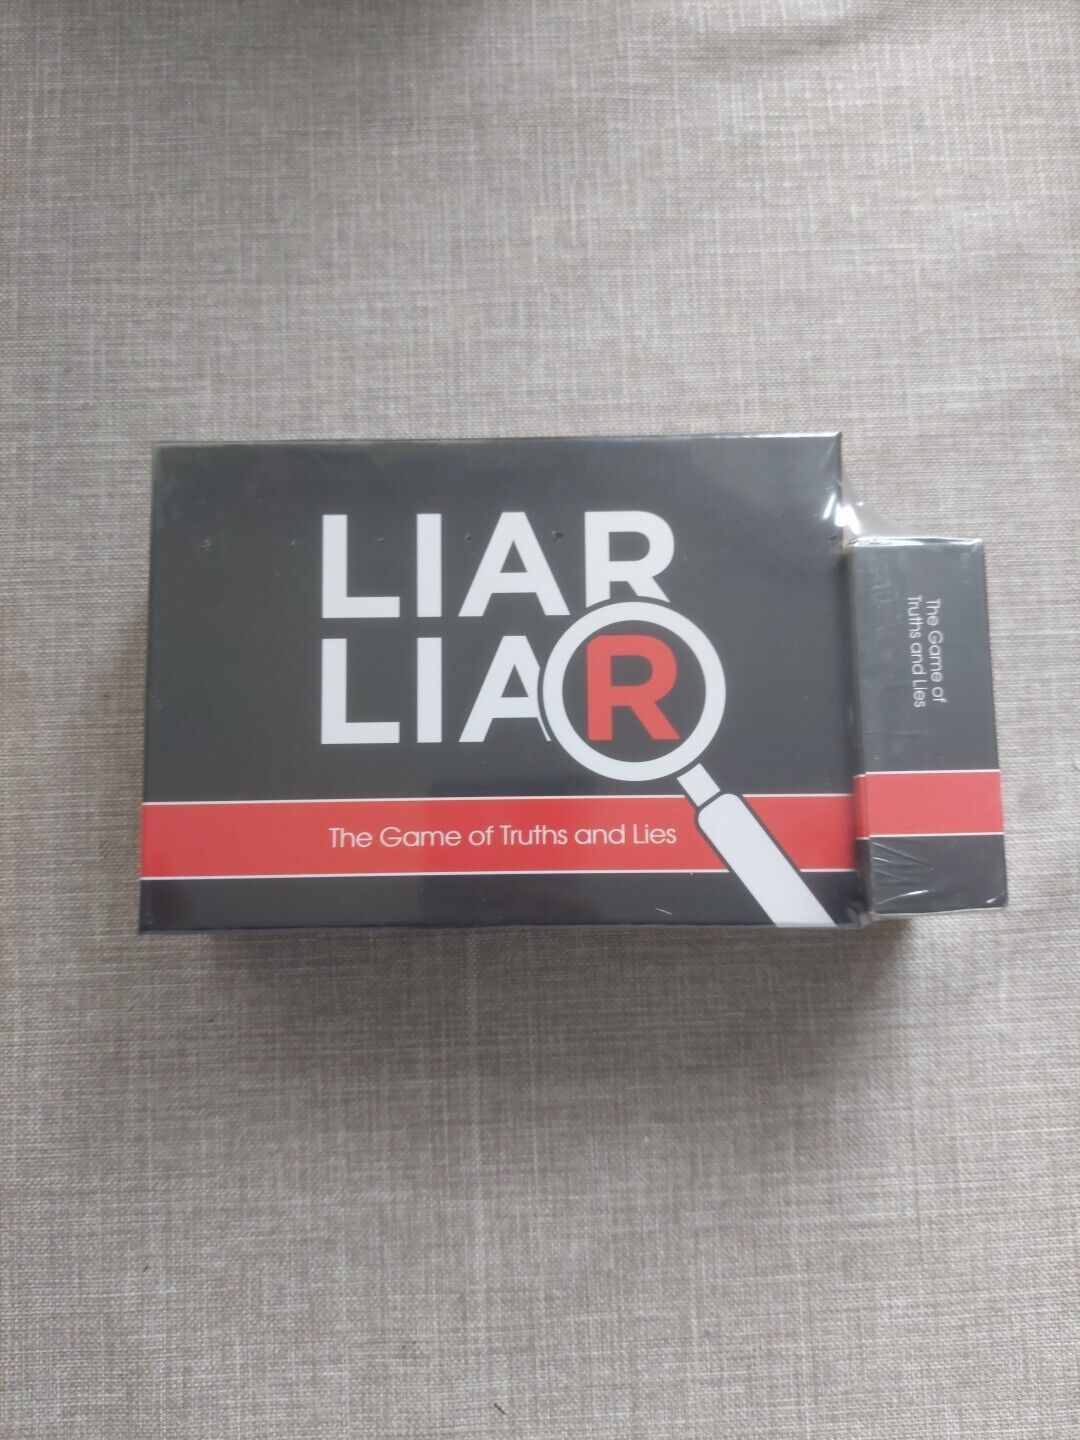 LIAR
LIAR
The Game of Truths and Lies
The Game of
Truths and Lies